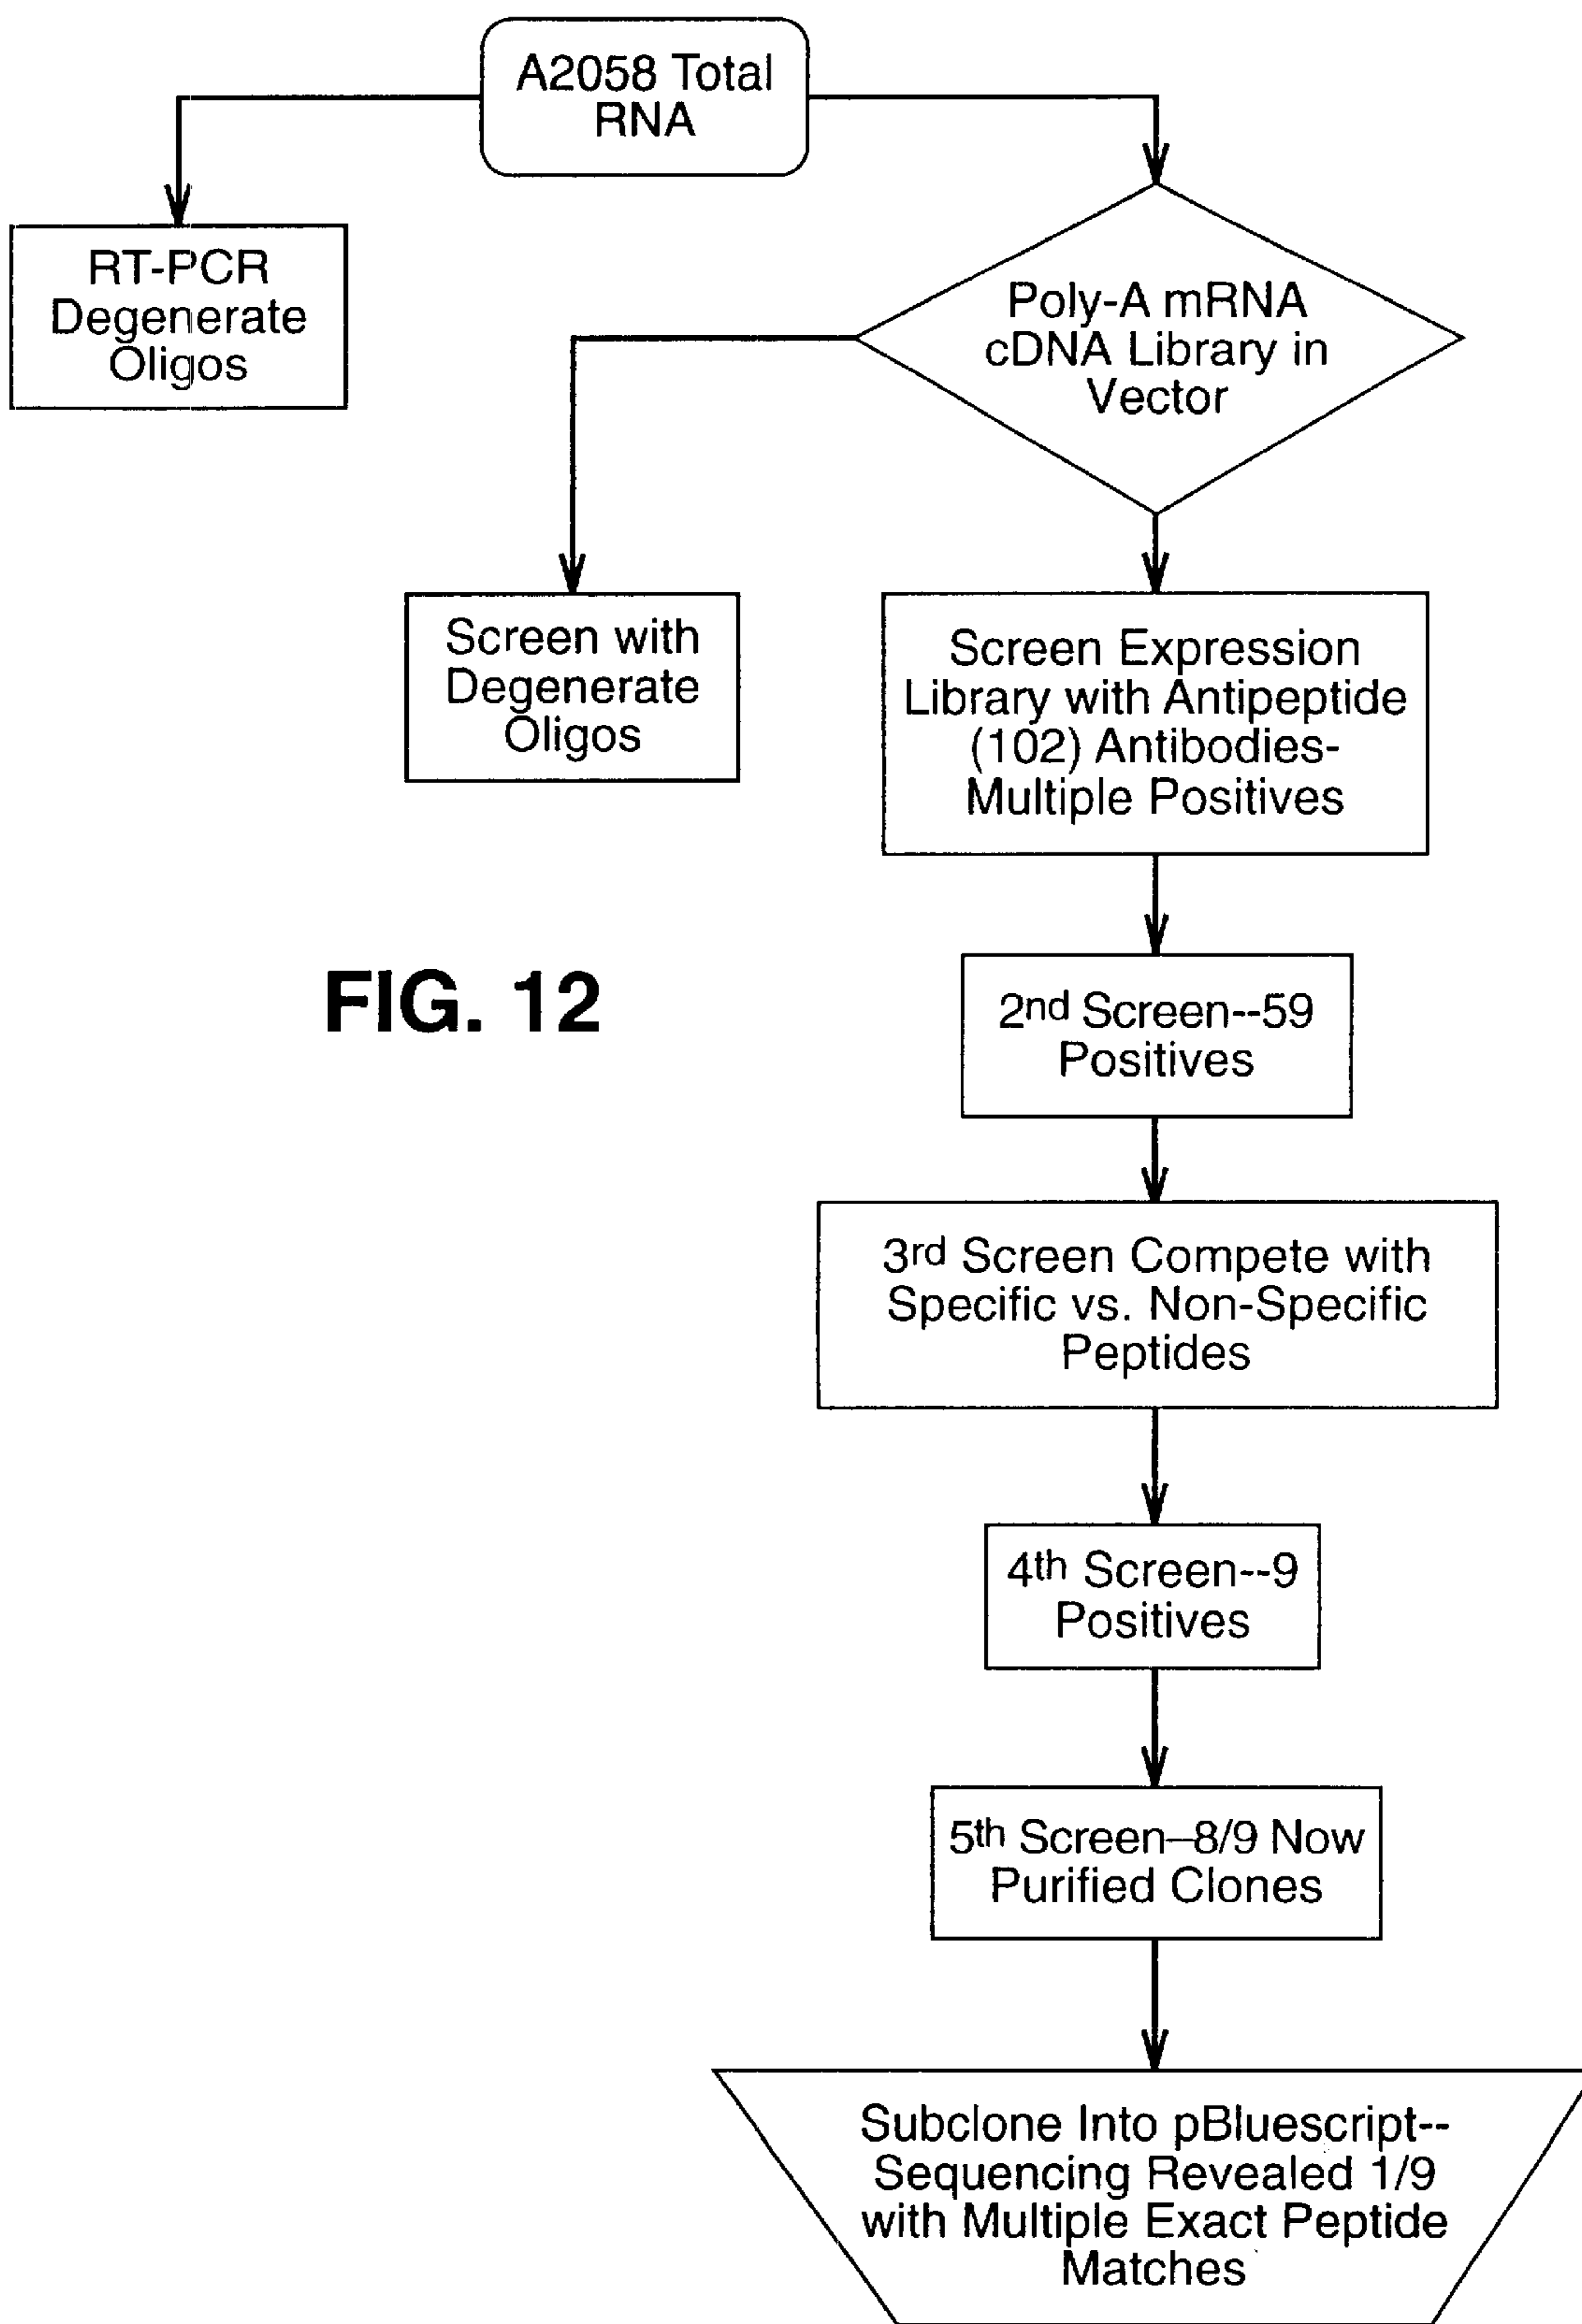 A2058 Total
RNA
RT-PCR
Degenerate
Oligos
Poly-A mRNA
cDNA Library in
Vector
Screen with
Degenerate
Oligos
Screen Expression
Library with Antipeptide
(102) Antibodies-
Multiple Positives
FIG. 12
2nd Screen--59
Positives
3rd Screen Compete with
Specific vs. Non-Specific
Peptides
4th Screen--9
Positives
5th Screen–8/9 Now
Purified Clones
Subclone Into pBluescript--
Sequencing Revealed 1/9
with Multiple Exact Peptide
Matches